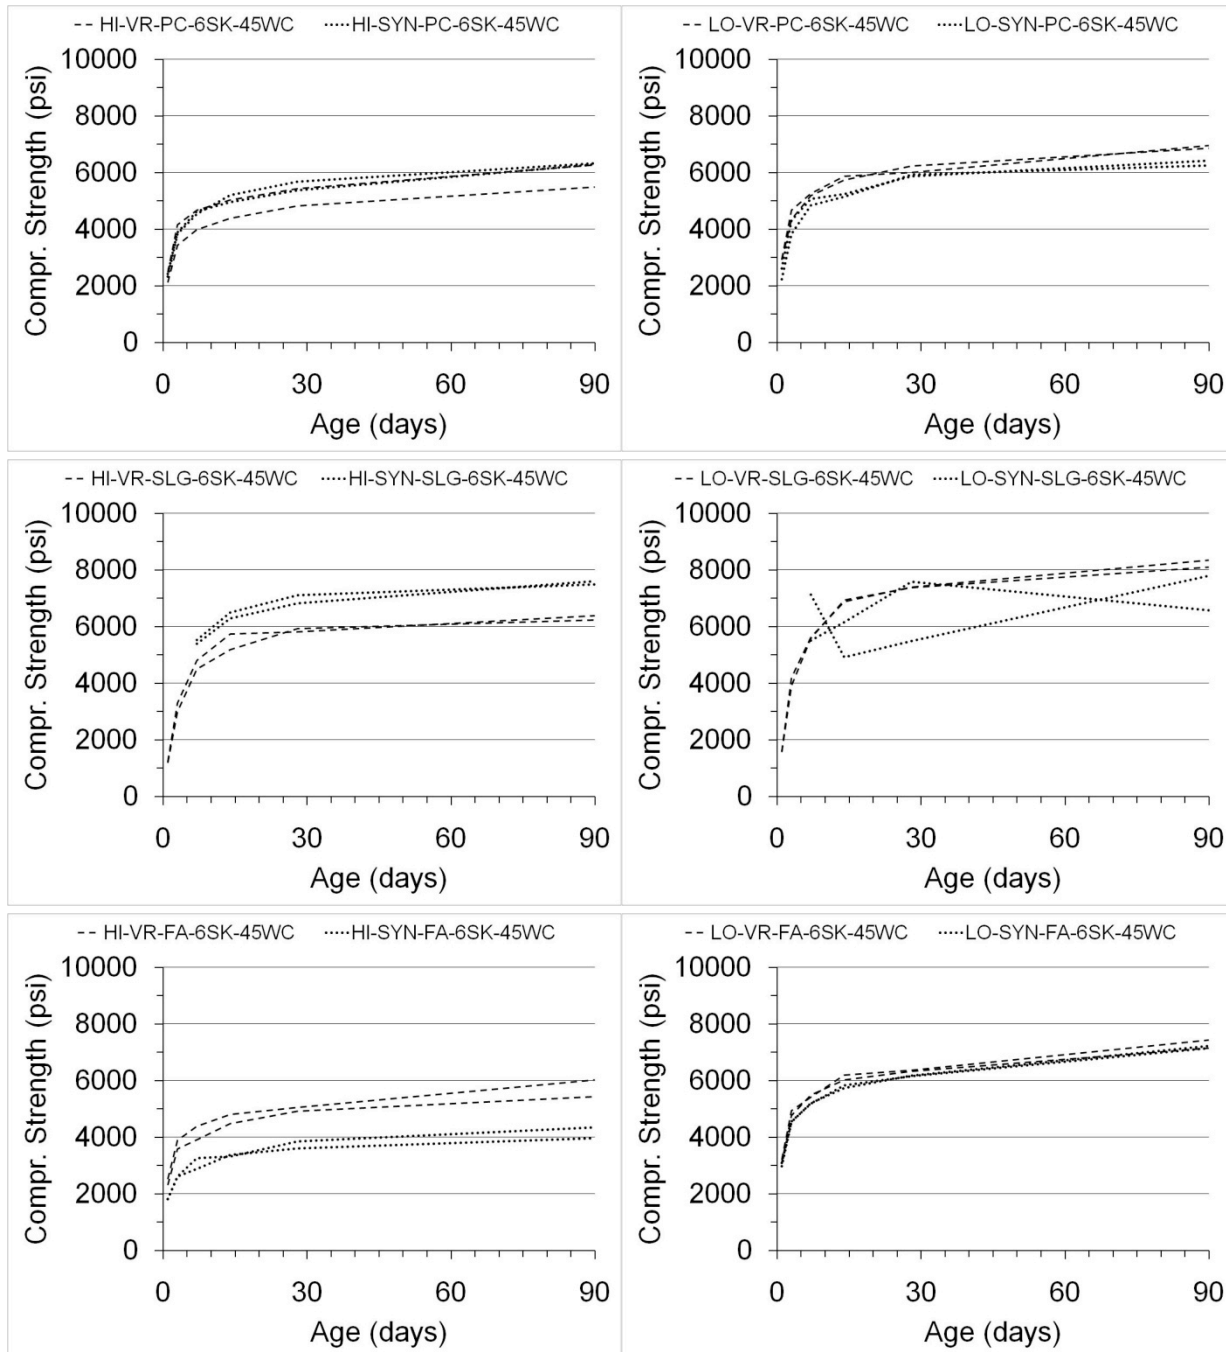 HI-VR-PC-6SK-45WC HI-SYN-PC-6SK-45WC
10000
8000
6000
4000
2000
0
Compr. Strength (psi)
0 30 60 90
Age (days)
LO-VR-PC-6SK-45WC LO-SYN-PC-6SK-45WC
10000
8000
6000
4000
2000
0
Compr. Strength (psi)
0 30 60 90
Age (days)
HI-VR-SLG-6SK-45WC HI-SYN-SLG-6SK-45WC
10000
8000
6000
4000
2000
0
Compr. Strength (psi)
0 30 60 90
Age (days)
LO-VR-SLG-6SK-45WC LO-SYN-SLG-6SK-45WC
10000
8000
6000
4000
2000
0
Compr. Strength (psi)
0 30 60 90
Age (days)
HI-VR-FA-6SK-45WC HI-SYN-FA-6SK-45WC
10000
8000
6000
4000
2000
0
Compr. Strength (psi)
0 30 60 90
Age (days)
LO-VR-FA-6SK-45WC LO-SYN-FA-6SK-45WC
10000
8000
6000
4000
2000
0
Compr. Strength (psi)
0 30 60 90
Age (days)